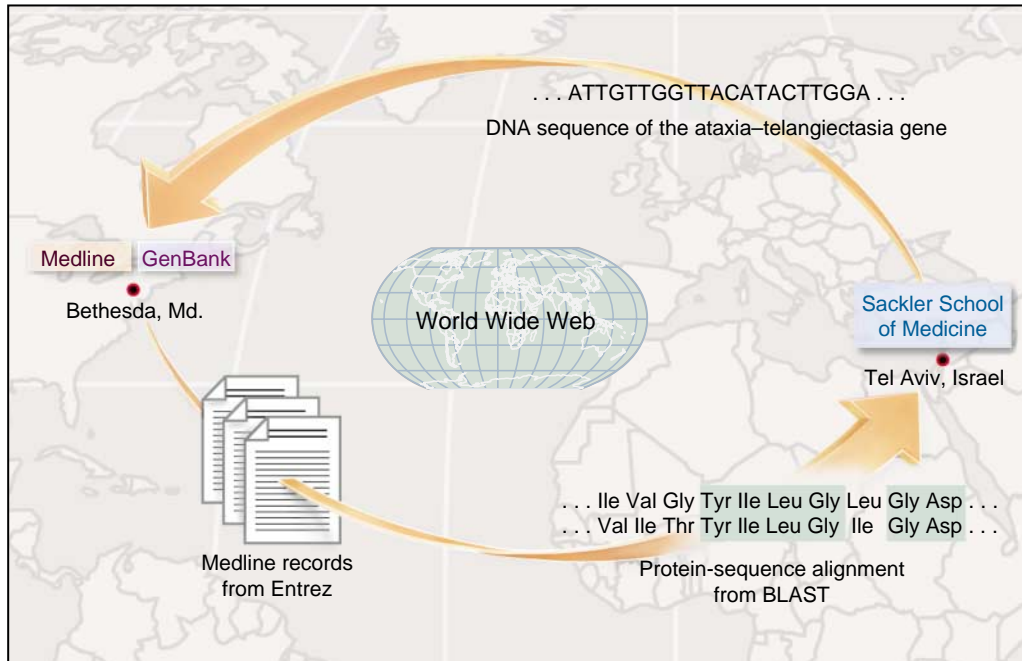 . . . ATTGTTGGTTACATACTTGGA . . .
DNA sequence of the ataxia–telangiectasia gene
Medline GenBank
Bethesda, Md.
World Wide Web
Sackler School
of Medicine
Tel Aviv, Israel
. . . Ile Val Gly Tyr Ile Leu Gly Leu Gly Asp . . .
. . . Val Ile Thr Tyr Ile Leu Gly Ile Gly Asp . . .
Protein-sequence alignment
from BLAST
Medline records
from Entrez